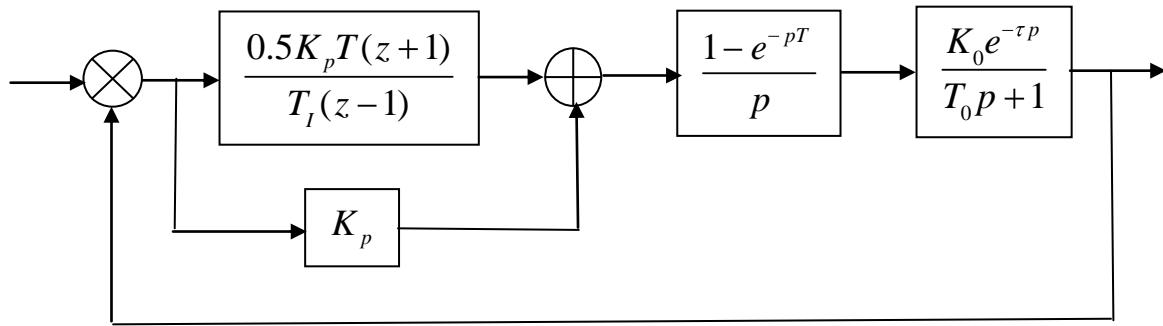 0.5K_pT(z+1)
T_I(z−1)
1−e^{−pT}
p
K_0e^{−τp}
T_0p+1
K_p